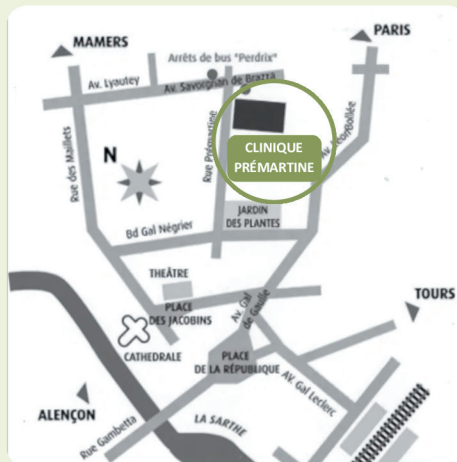 MAMERS
PARIS
Arrêts de bus "Perdrix"
Av. Lyautey
Av. Savorgnan de Brazza
Rue des Maillets
Rue Prémartine
Av. Léon Bollée
N
CLINIQUE
PRÉMARTINE
JARDIN
DES PLANTES
Bd Gal Négrier
THEÂTRE
PLACE
DES JACOBINS
Av. Gal
de Gaulle
TOURS
CATHEDRALE
PLACE
DE LA RÉPUBLIQUE
Av. Gal Leclerc
ALENÇON
Rue Gambetta
LA SARTHE